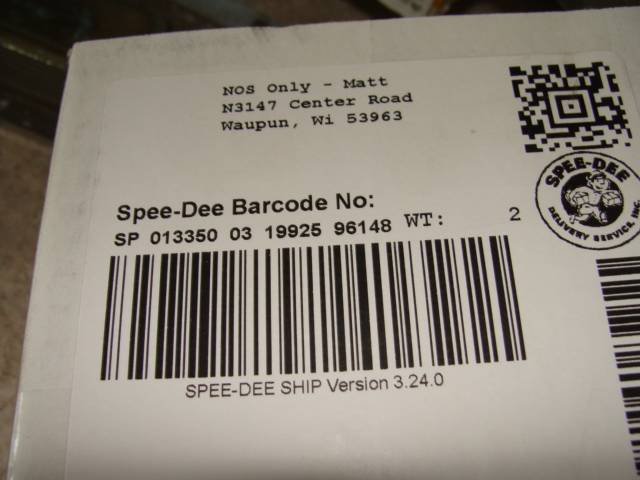 NOS Only - Matt
N3147 Center Road
Waupun, Wi 53963
SPEE-DEE
DELIVERY SERVICE, INC.
Spee-Dee Barcode No:
SP 013350 03 19925 96148 WT: 2
SPEE-DEE SHIP Version 3.24.0